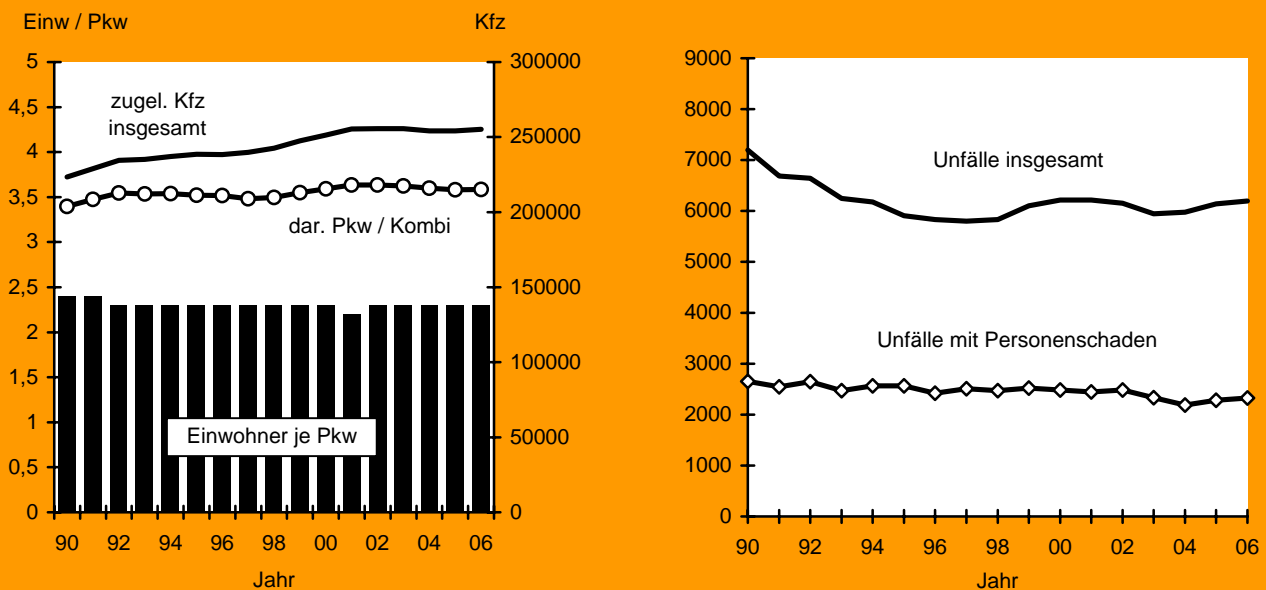 Einw / Pkw
Kfz
5
4,5
4
3,5
3
2,5
2
1,5
1
0,5
0
300000
250000
200000
150000
100000
50000
0
zugel. Kfz
insgesamt
dar. Pkw / Kombi
Einwohner je Pkw
90 92 94 96 98 00 02 04 06
Jahr
9000
8000
7000
6000
5000
4000
3000
2000
1000
0
Unfälle insgesamt
Unfälle mit Personenschaden
90 92 94 96 98 00 02 04 06
Jahr